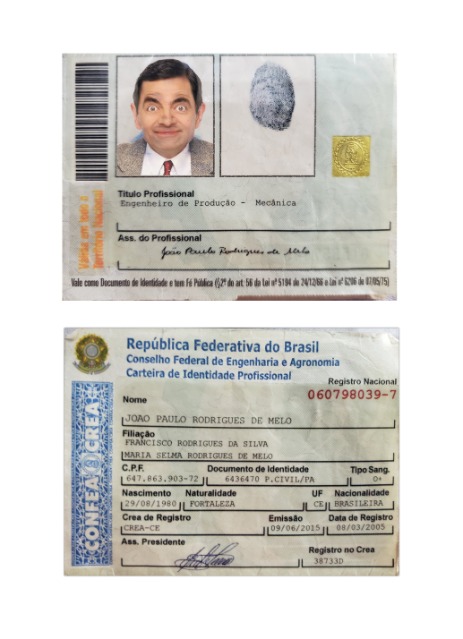 Válida em todo o
Território Nacional
Título Profissional
Engenheiro de Produção - Mecânica
Ass. do Profissional
João Paulo Rodrigues de Melo
Vale como Documento de Identidade e tem Fé Pública (§2º do art. 56 da Lei nº 5194 de 24/12/66 e Lei nº 6206 de 07/05/75)
República Federativa do Brasil
Conselho Federal de Engenharia e Agronomia
Carteira de Identidade Profissional
Registro Nacional
060798039-7
Nome
JOAO PAULO RODRIGUES DE MELO
Filiação
FRANCISCO RODRIGUES DA SILVA
MARIA SELMA RODRIGUES DE MELO
C.P.F. Documento de Identidade Tipo Sang.
647.863.903-72 6436470 P.CIVIL/PA O+
Nascimento Naturalidade UF Nacionalidade
29/08/1980 FORTALEZA CE BRASILEIRA
Crea de Registro Emissão Data de Registro
CREA-CE 09/06/2015 08/03/2005
Ass. Presidente Registro no Crea
38733D
CONFEA CREA